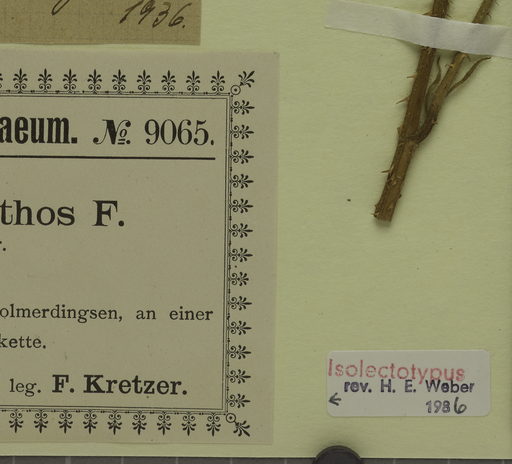 1936.
aeum. No. 9065.
thos F.
r.
olmerdingsen, an einer
kette.
leg. F. Kretzer.
Isolectotypus
rev. H. E. Weber
1986